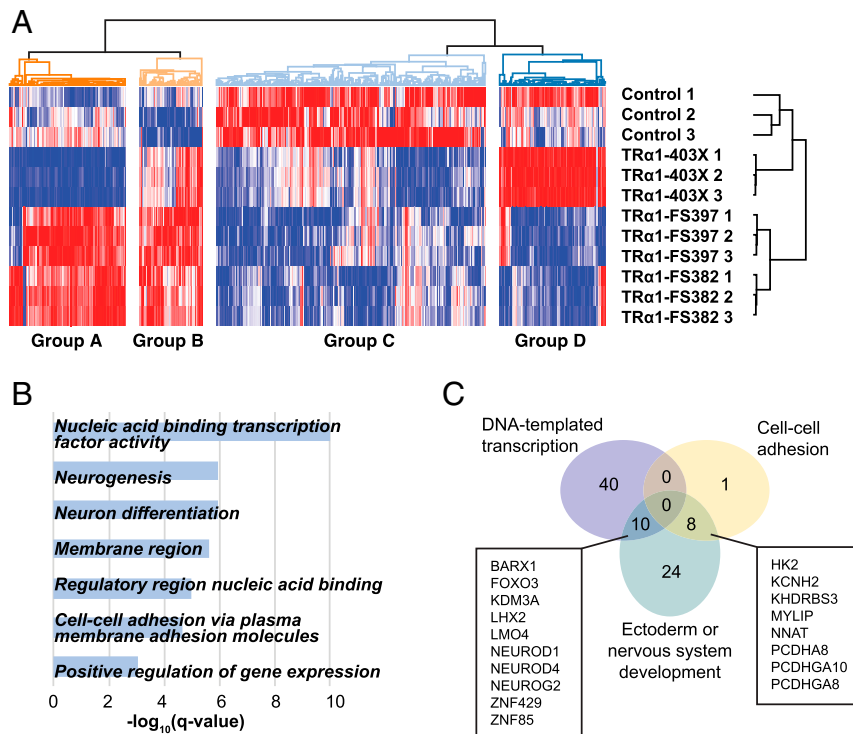 A
Control 1
Control 2
Control 3
TRα1-403X 1
TRα1-403X 2
TRα1-403X 3
TRα1-FS397 1
TRα1-FS397 2
TRα1-FS397 3
TRα1-FS382 1
TRα1-FS382 2
TRα1-FS382 3
Group A
Group B
Group C
Group D
B
Nucleic acid binding transcription
factor activity
Neurogenesis
Neuron differentiation
Membrane region
Regulatory region nucleic acid binding
Cell-cell adhesion via plasma
membrane adhesion molecules
Positive regulation of gene expression
0 2 4 6 8 10
-log10(q-value)
C
DNA-templated
transcription
Cell-cell
adhesion
40
0
1
0
10
8
24
Ectoderm or
nervous system
development
BARX1
FOXO3
KDM3A
LHX2
LMO4
NEUROD1
NEUROD4
NEUROG2
ZNF429
ZNF85
HK2
KCNH2
KHDRBS3
MYLIP
NNAT
PCDHA8
PCDHGA10
PCDHGA8